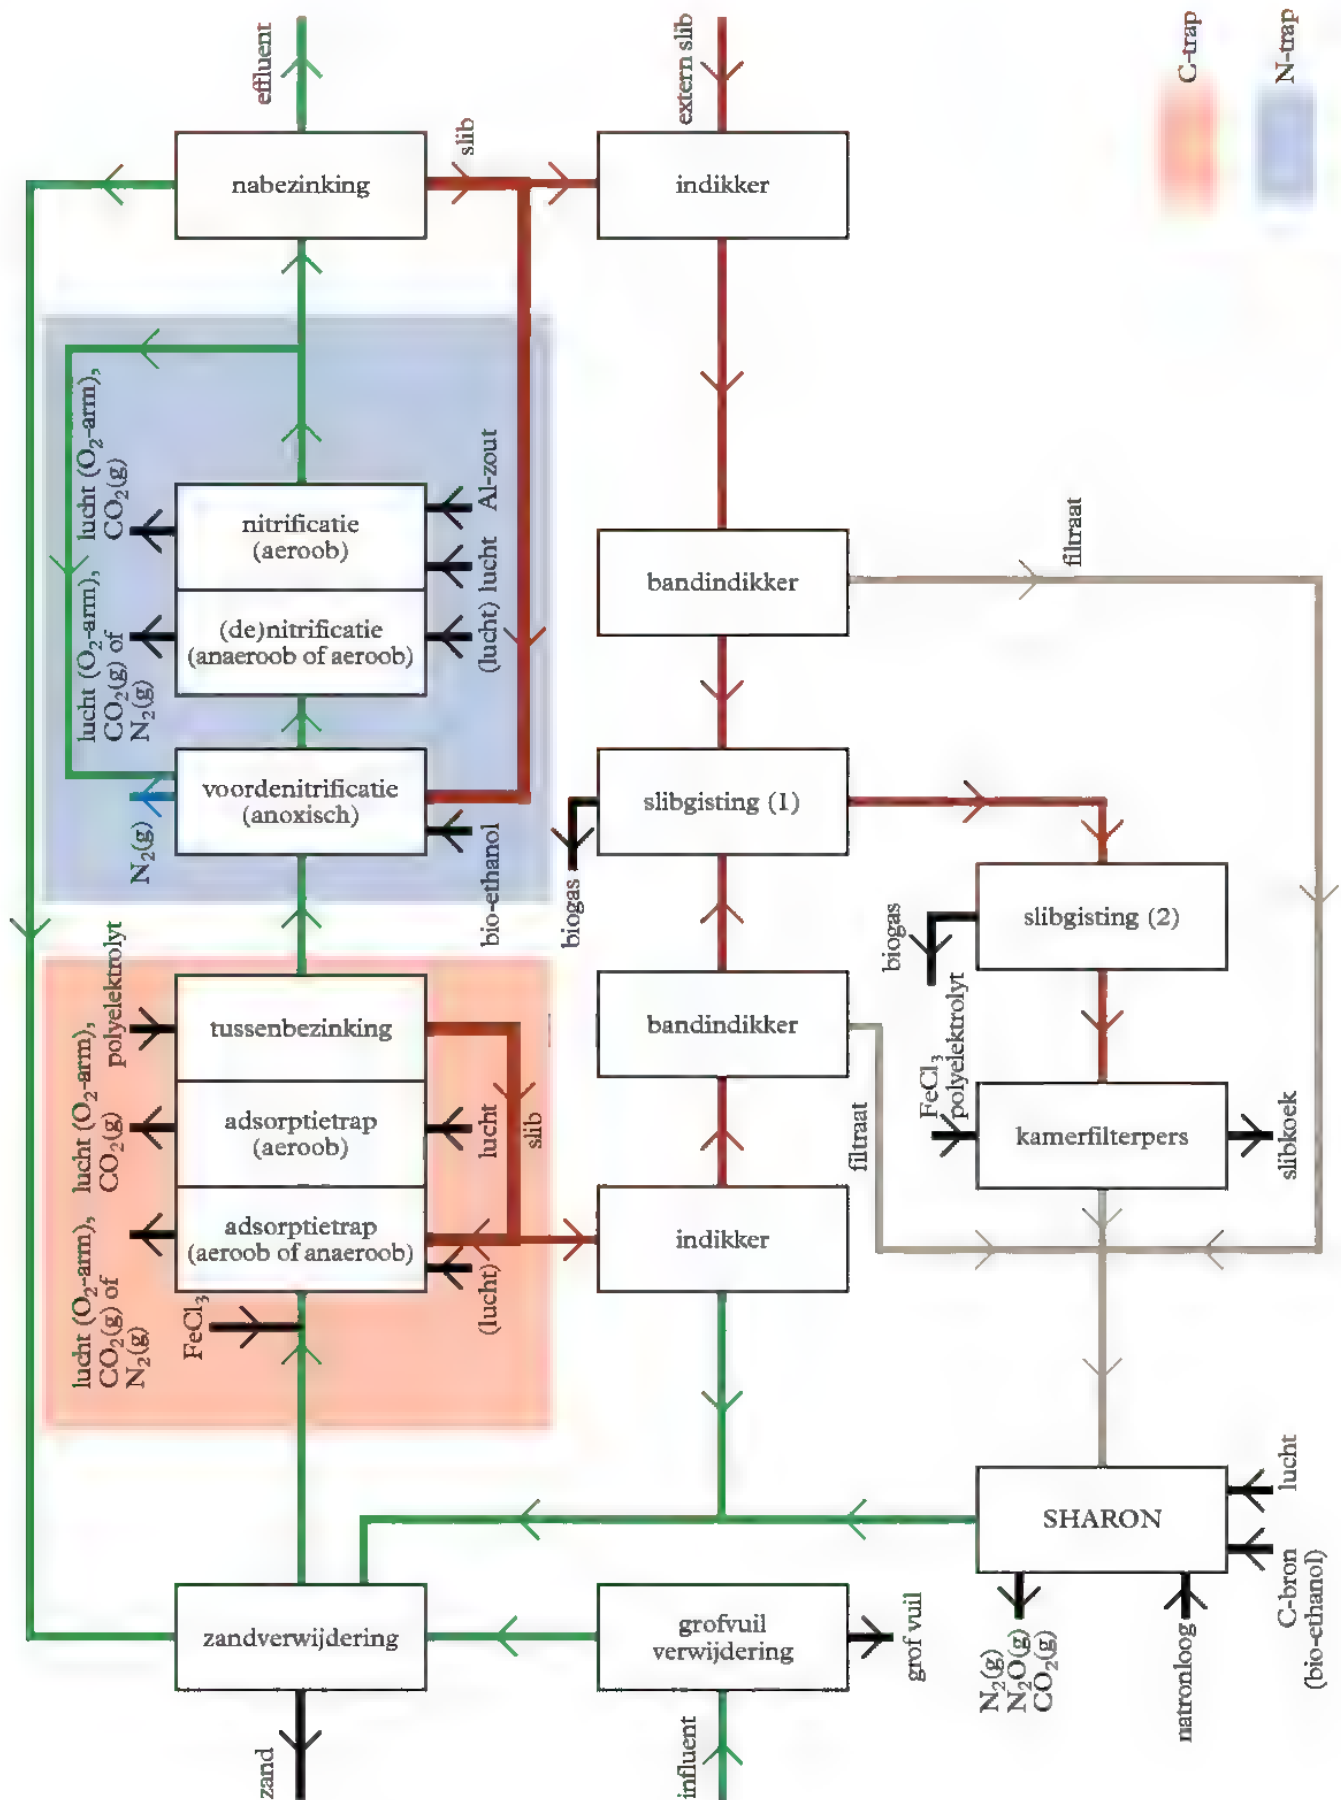 effluent
extern slib
C-trap
N-trap
slib
nabezinking
indikker
lucht (O₂-arm),
CO₂(g)
nitrificatie
(aeroob)
Al-zout
lucht
lucht (O₂-arm),
CO₂(g) of
N₂(g)
(de)nitrificatie
(anaeroob of aeroob)
(lucht)
bandindikker
filtraat
N₂(g)
voordenitrificatie
(anoxisch)
bio-ethanol
slibgisting (1)
biogas
polyelektrolyt
tussenbezinking
bandindikker
biogas
slibgisting (2)
lucht (O₂-arm),
CO₂(g)
adsorptietrap
(aeroob)
lucht
slib
filtraat
FeCl₃
polyelektrolyt
kamerfilterpers
slibkoek
lucht (O₂-arm),
CO₂(g) of
N₂(g)
adsorptietrap
(aeroob of anaeroob)
(lucht)
FeCl₃
indikker
SHARON
lucht
C-bron
(bio-ethanol)
natronloog
N₂(g)
N₂O(g)
CO₂(g)
zandverwijdering
grofvuil
verwijdering
grof vuil
zand
influent